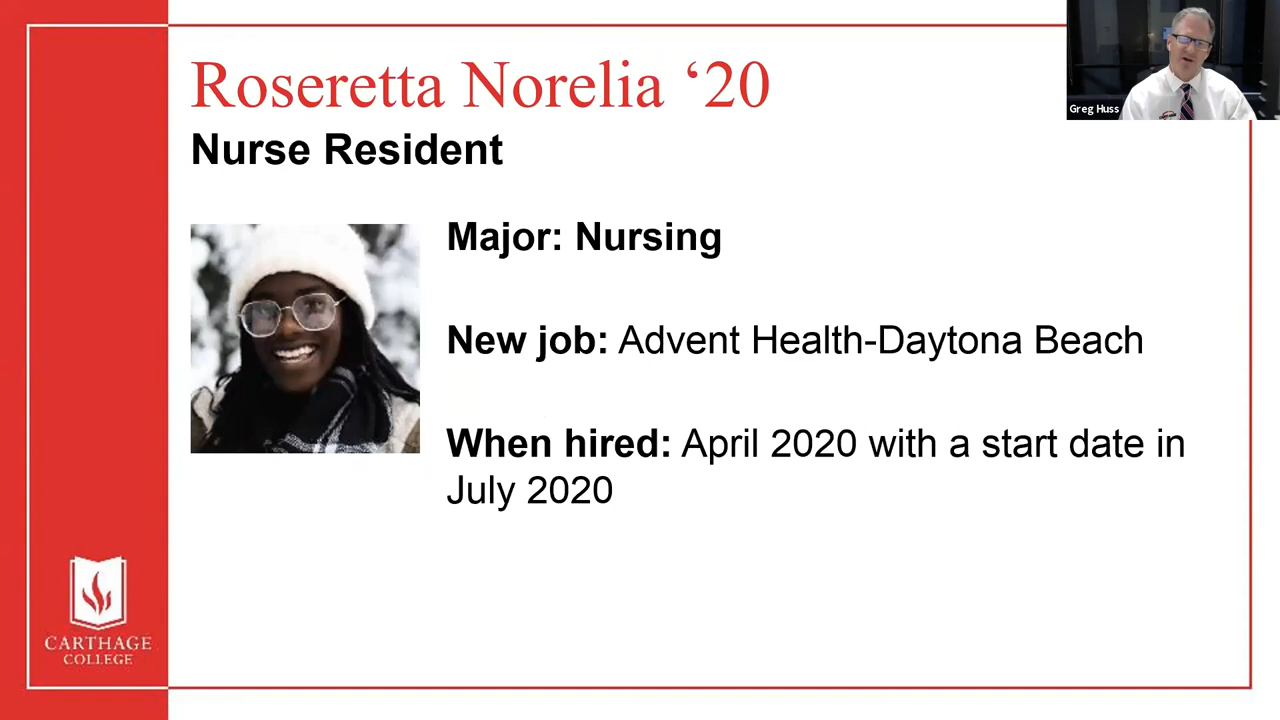 Roseretta Norelia ‘20
Nurse Resident
Greg Huss
Major: Nursing
New job: Advent Health-Daytona Beach
When hired: April 2020 with a start date in
July 2020
CARTHAGE
COLLEGE